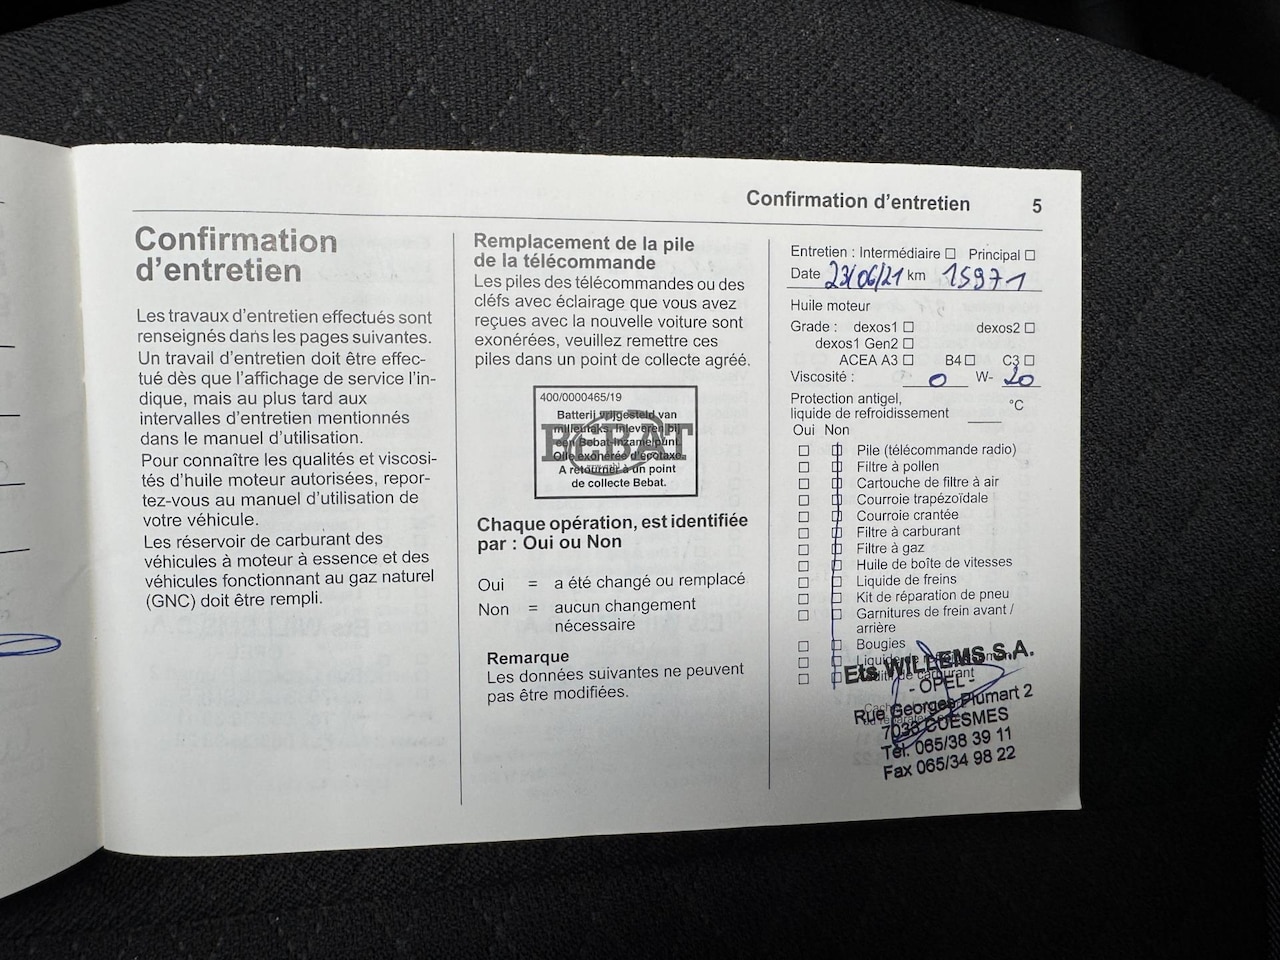 Confirmation d'entretien 5
Confirmation
d'entretien
Les travaux d'entretien effectués sont
renseignés dans les pages suivantes.
Un travail d'entretien doit être effec-
tué dès que l'affichage de service l'in-
dique, mais au plus tard aux
intervalles d'entretien mentionnés
dans le manuel d'utilisation.
Pour connaître les qualités et viscosi-
tés d'huile moteur autorisées, repor-
tez-vous au manuel d'utilisation de
votre véhicule.
Les réservoir de carburant des
véhicules à moteur à essence et des
véhicules fonctionnant au gaz naturel
(GNC) doit être rempli.
Remplacement de la pile
de la télécommande
Les piles des télécommandes ou des
cléfs avec éclairage que vous avez
reçues avec la nouvelle voiture sont
exonérées, veuillez remettre ces
piles dans un point de collecte agréé.
400/0000465/19
BEBAT
Batterij vrijgesteld van
milieutaks. Inleveren bij
een Bebat-inzamelpunt.
Pile exonérée d'écotaxe.
A retourner à un point
de collecte Bebat.
Chaque opération, est identifiée
par : Oui ou Non
Oui = a été changé ou remplacé
Non = aucun changement
nécessaire
Remarque
Les données suivantes ne peuvent
pas être modifiées.
Entretien : Intermédiaire ☐ Principal ☐
Date 23/06/21 km 15971
Huile moteur
Grade : dexos1 ☐ dexos2 ☐
dexos1 Gen2 ☐
ACEA A3 ☐ B4 ☐ C3 ☐
Viscosité : 0 W- 20
Protection antigel,
liquide de refroidissement °C
Oui Non
☐ ☐ Pile (télécommande radio)
☐ ☐ Filtre à pollen
☐ ☐ Cartouche de filtre à air
☐ ☐ Courroie trapézoïdale
☐ ☐ Courroie crantée
☐ ☐ Filtre à carburant
☐ ☐ Filtre à gaz
☐ ☐ Huile de boîte de vitesses
☐ ☐ Liquide de freins
☐ ☐ Kit de réparation de pneu
☐ ☐ Garnitures de frein avant /
arrière
☐ ☐ Bougies
☐ ☐ Liquide de
☐ ☐ carburant
Ets WILLEMS S.A.
- OPEL -
Rue Georges Plumart 2
7033 CUESMES
Tél. 065/38 39 11
Fax 065/34 98 22